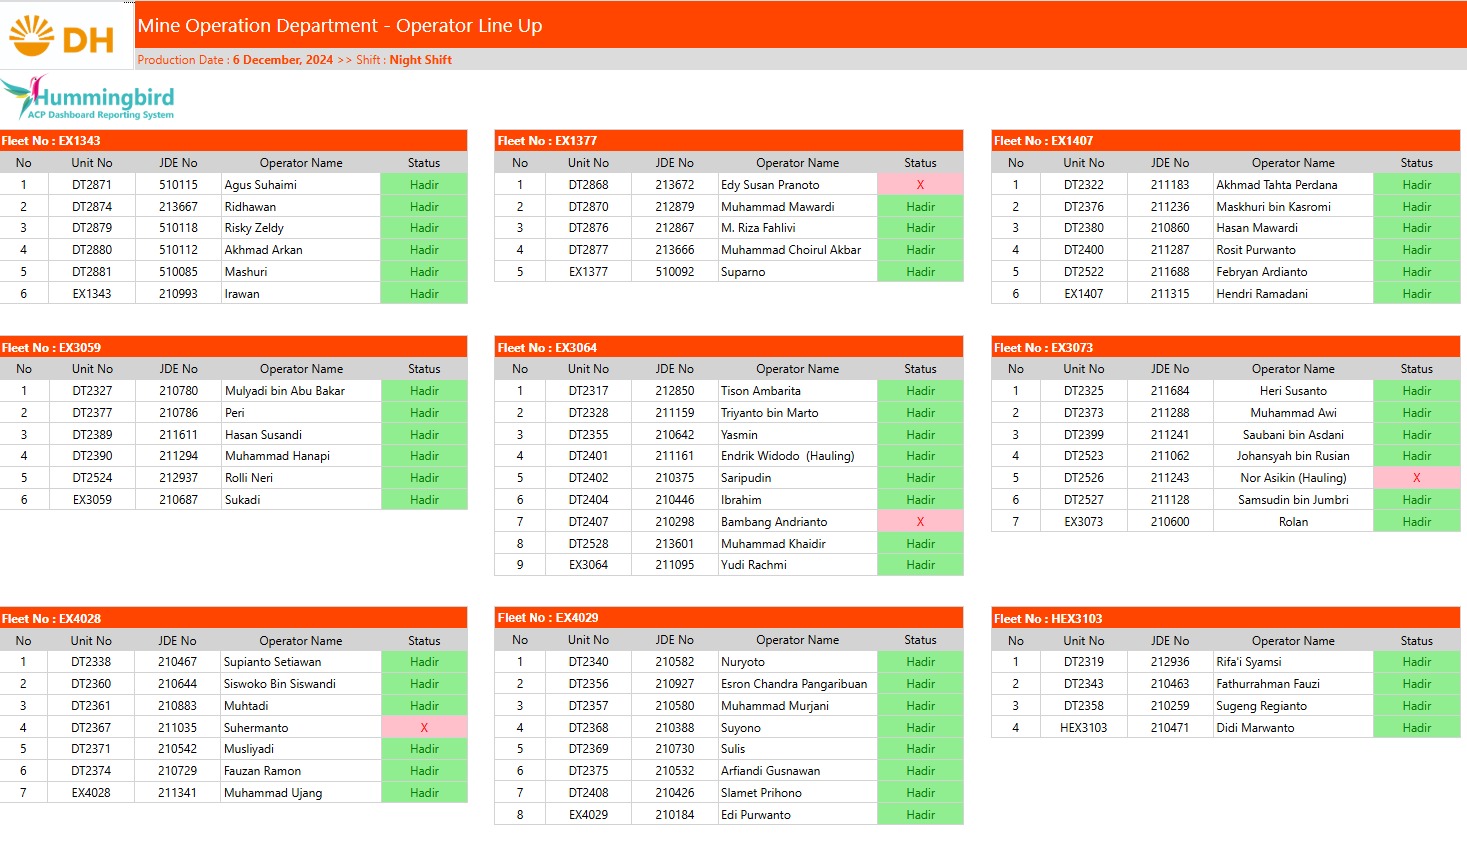 DH
Mine Operation Department - Operator Line Up
Production Date : 6 December, 2024 >> Shift : Night Shift
Hummingbird
ACP Dashboard Reporting System
Fleet No : EX1343
No Unit No JDE No Operator Name Status
1 DT2871 510115 Agus Suhaimi Hadir
2 DT2874 213667 Ridhawan Hadir
3 DT2879 510118 Risky Zeldy Hadir
4 DT2880 510112 Akhmad Arkan Hadir
5 DT2881 510085 Mashuri Hadir
6 EX1343 210993 Irawan Hadir
Fleet No : EX1377
No Unit No JDE No Operator Name Status
1 DT2868 213672 Edy Susan Pranoto X
2 DT2870 212879 Muhammad Mawardi Hadir
3 DT2876 212867 M. Riza Fahlivi Hadir
4 DT2877 213666 Muhammad Choirul Akbar Hadir
5 EX1377 510092 Suparno Hadir
Fleet No : EX1407
No Unit No JDE No Operator Name Status
1 DT2322 211183 Akhmad Tahta Perdana Hadir
2 DT2376 211236 Maskhuri bin Kasromi Hadir
3 DT2380 210860 Hasan Mawardi Hadir
4 DT2400 211287 Rosit Purwanto Hadir
5 DT2522 211688 Febryan Ardianto Hadir
6 EX1407 211315 Hendri Ramadani Hadir
Fleet No : EX3059
No Unit No JDE No Operator Name Status
1 DT2327 210780 Mulyadi bin Abu Bakar Hadir
2 DT2377 210786 Peri Hadir
3 DT2389 211611 Hasan Susandi Hadir
4 DT2390 211294 Muhammad Hanapi Hadir
5 DT2524 212937 Rolli Neri Hadir
6 EX3059 210687 Sukadi Hadir
Fleet No : EX3064
No Unit No JDE No Operator Name Status
1 DT2317 212850 Tison Ambarita Hadir
2 DT2328 211159 Triyanto bin Marto Hadir
3 DT2355 210642 Yasmin Hadir
4 DT2401 211161 Endrik Widodo (Hauling) Hadir
5 DT2402 210375 Saripudin Hadir
6 DT2404 210446 Ibrahim Hadir
7 DT2407 210298 Bambang Andrianto X
8 DT2528 213601 Muhammad Khaidir Hadir
9 EX3064 211095 Yudi Rachmi Hadir
Fleet No : EX3073
No Unit No JDE No Operator Name Status
1 DT2325 211684 Heri Susanto Hadir
2 DT2373 211288 Muhammad Awi Hadir
3 DT2399 211241 Saubani bin Asdani Hadir
4 DT2523 211062 Johansyah bin Rusian Hadir
5 DT2526 211243 Nor Asikin (Hauling) X
6 DT2527 211128 Samsudin bin Jumbri Hadir
7 EX3073 210600 Rolan Hadir
Fleet No : EX4028
No Unit No JDE No Operator Name Status
1 DT2338 210467 Supianto Setiawan Hadir
2 DT2360 210644 Siswoko Bin Siswandi Hadir
3 DT2361 210883 Muhtadi Hadir
4 DT2367 211035 Suhermanto X
5 DT2371 210542 Musliyadi Hadir
6 DT2374 210729 Fauzan Ramon Hadir
7 EX4028 211341 Muhammad Ujang Hadir
Fleet No : EX4029
No Unit No JDE No Operator Name Status
1 DT2340 210582 Nuryoto Hadir
2 DT2356 210927 Esron Chandra Pangaribuan Hadir
3 DT2357 210580 Muhammad Murjani Hadir
4 DT2368 210388 Suyono Hadir
5 DT2369 210730 Sulis Hadir
6 DT2375 210532 Arfiandi Gusnawan Hadir
7 DT2408 210426 Slamet Prihono Hadir
8 EX4029 210184 Edi Purwanto Hadir
Fleet No : HEX3103
No Unit No JDE No Operator Name Status
1 DT2319 212936 Rifa'i Syamsi Hadir
2 DT2343 210463 Fathurrahman Fauzi Hadir
3 DT2358 210259 Sugeng Regianto Hadir
4 HEX3103 210471 Didi Marwanto Hadir